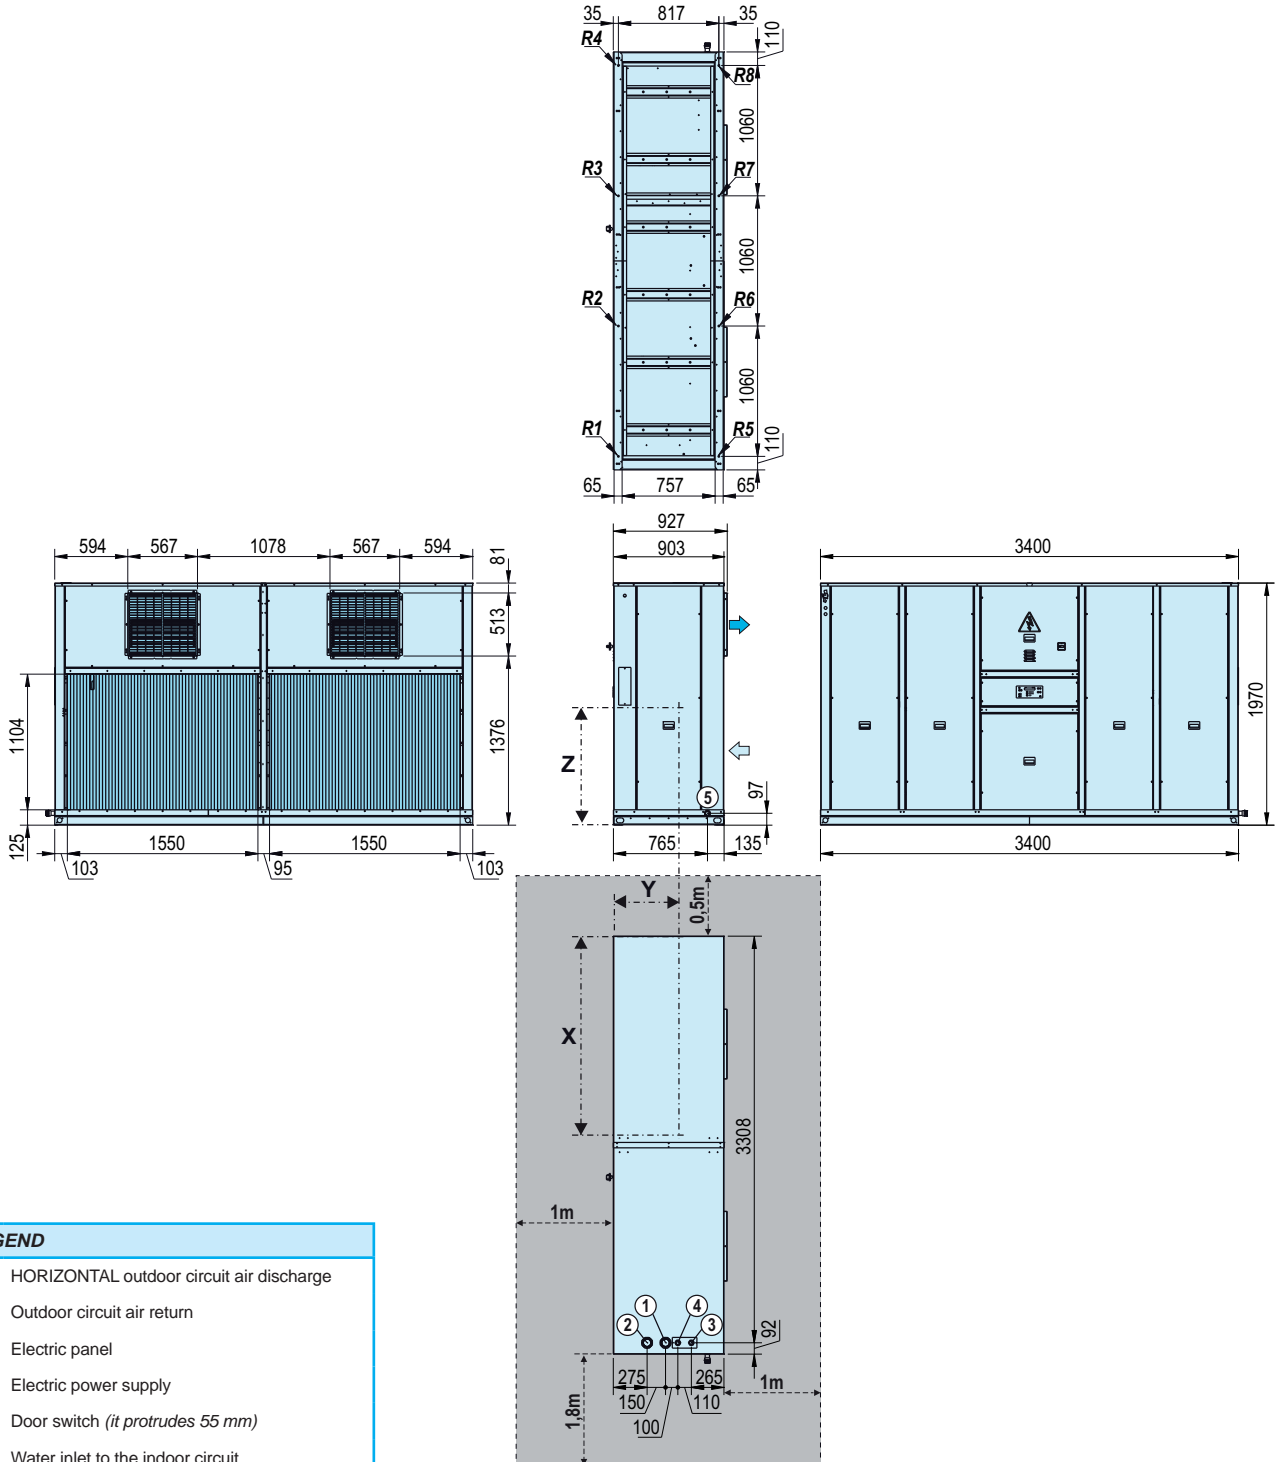 35 817 35
R4 110
R8
1060
R3 R7
1060
R2 R6
1060
R1 R5
110
65 757 65
927
594 567 1078 567 594 903 3400
81
513
1104 1376 1970
Z
97
5
125
1550 1550 765 135 3400
103 95 103
Y
0,5m
X
3308
1m
1 4
2 3
92
275 265 1m
150 110
100
1,8m
GEND
HORIZONTAL outdoor circuit air discharge
Outdoor circuit air return
Electric panel
Electric power supply
Door switch (it protrudes 55 mm)
Water inlet to the indoor circuit